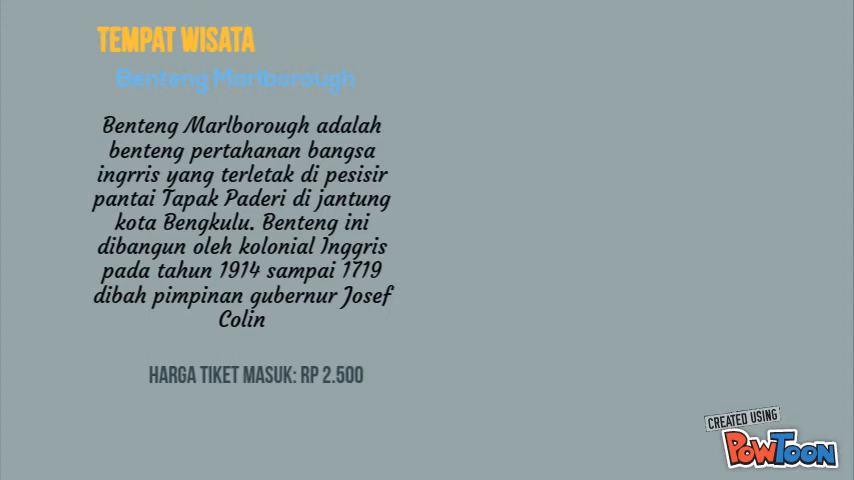 TEMPAT WISATA
Benteng Marlborough
Benteng Marlborough adalah
benteng pertahanan bangsa
ingrris yang terletak di pesisir
pantai Tapak Paderi di jantung
kota Bengkulu. Benteng ini
dibangun oleh kolonial Inggris
pada tahun 1914 sampai 1719
dibah pimpinan gubernur Josef
Colin
HARGA TIKET MASUK: RP 2.500
CREATED USING
POWTOON